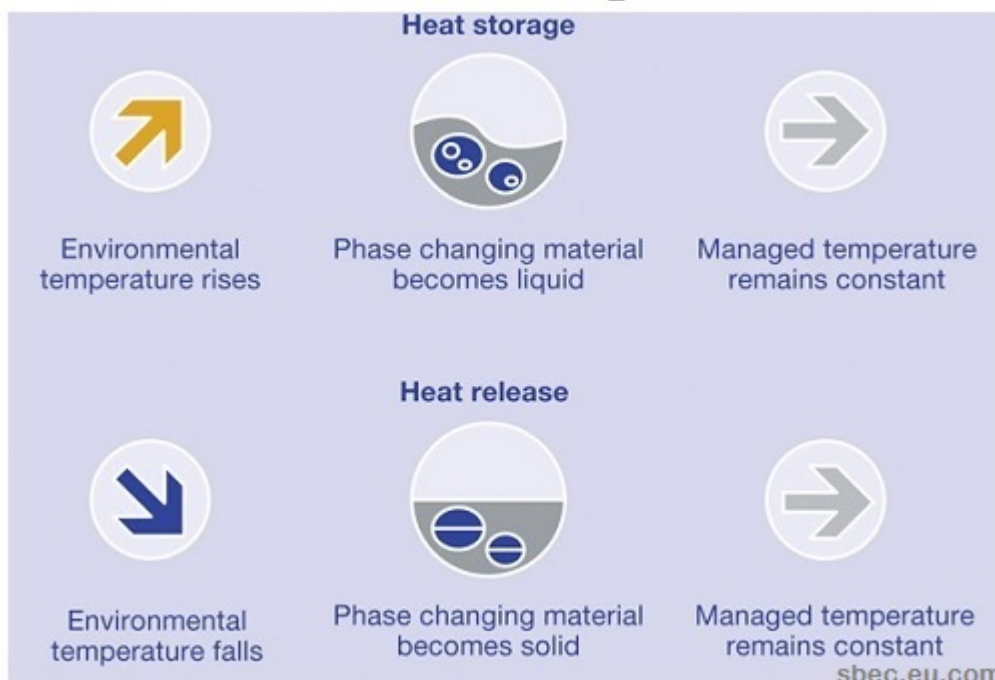 Heat storage
Environmental
temperature rises
Phase changing material
becomes liquid
Managed temperature
remains constant
Heat release
Environmental
temperature falls
Phase changing material
becomes solid
Managed temperature
remains constant
sbec.eu.com